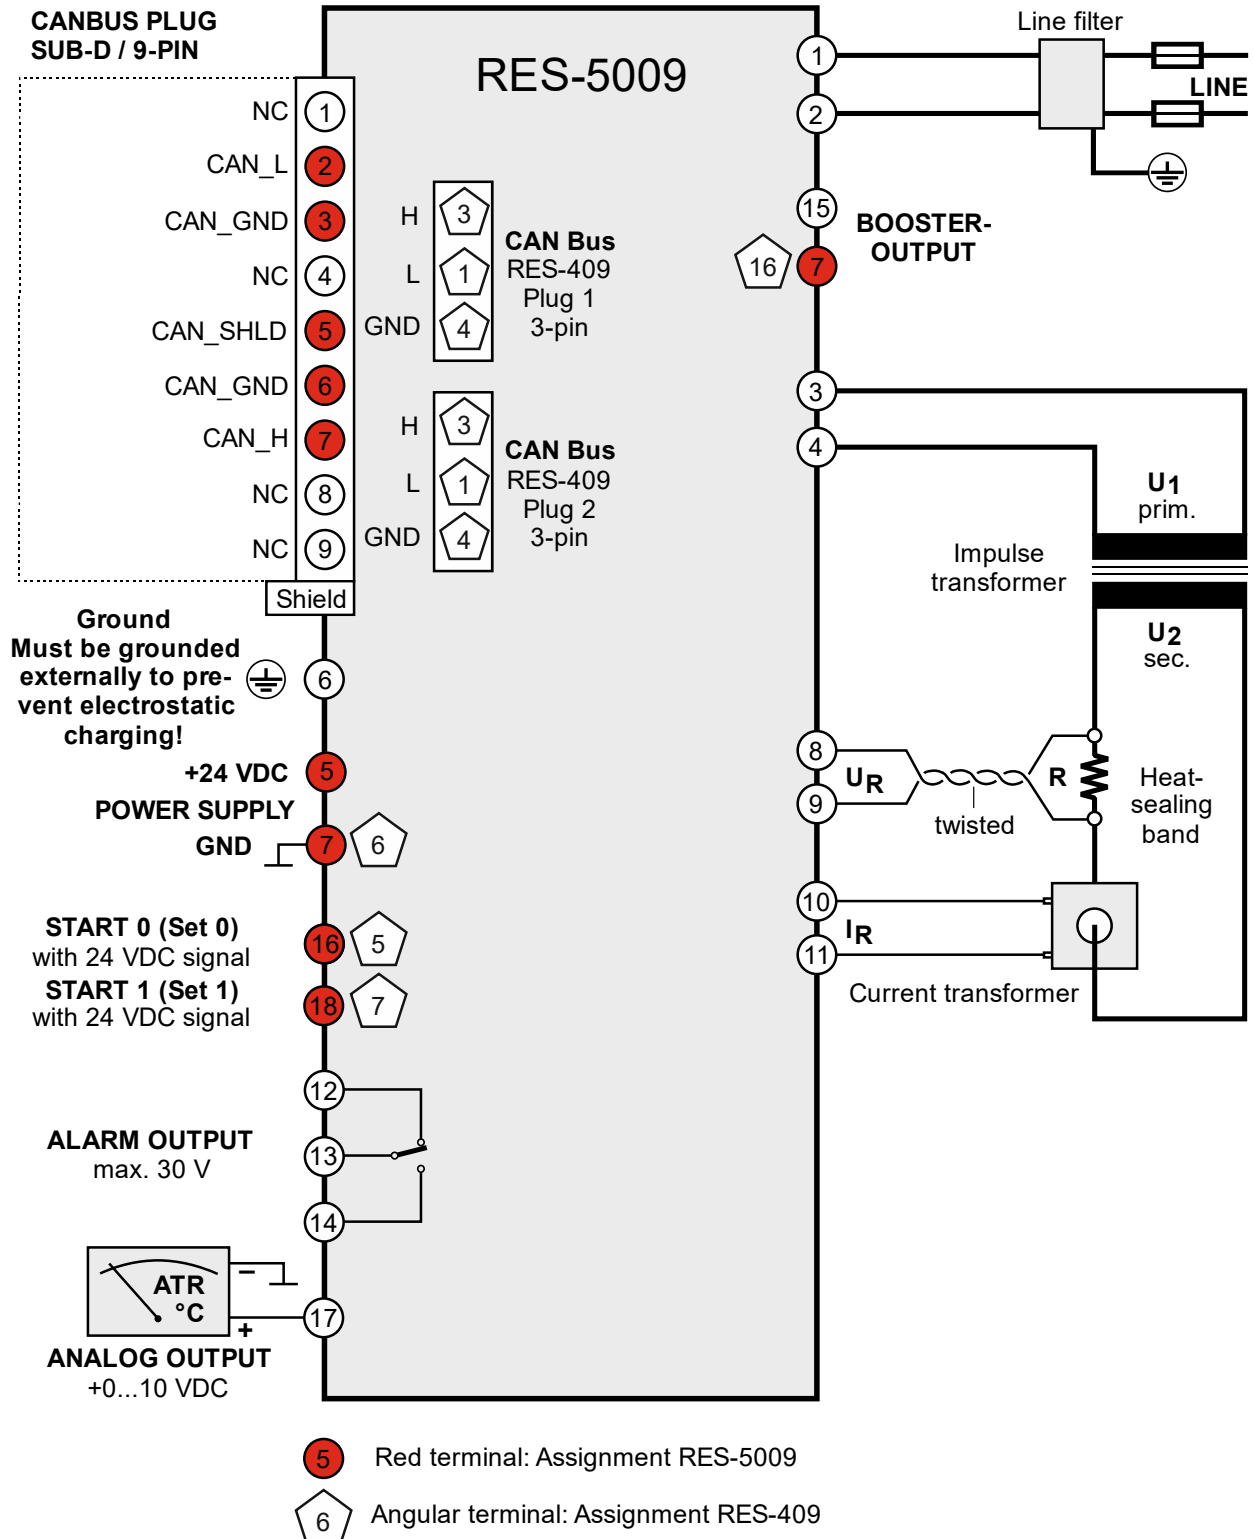 CANBUS PLUG
SUB-D / 9-PIN
RES-5009
Line filter
LINE
1
2
NC 1
CAN_L 2
CAN_GND 3
NC 4
CAN_SHLD 5
CAN_GND 6
CAN_H 7
NC 8
NC 9
Shield
H 3
L 1
GND 4
CAN Bus
RES-409
Plug 1
3-pin
H 3
L 1
GND 4
CAN Bus
RES-409
Plug 2
3-pin
15
16 7
BOOSTER-
OUTPUT
3
4
U1
prim.
Impulse
transformer
U2
sec.
Ground
Must be grounded
externally to pre-
vent electrostatic
charging!
6
+24 VDC 5
POWER SUPPLY
GND 7 6
START 0 (Set 0)
with 24 VDC signal
16 5
START 1 (Set 1)
with 24 VDC signal
18 7
8
9
UR
twisted
R
Heat-
sealing
band
10
11
IR
Current transformer
12
13
14
ALARM OUTPUT
max. 30 V
ATR
°C
–
+
17
ANALOG OUTPUT
+0...10 VDC
5 Red terminal: Assignment RES-5009
6 Angular terminal: Assignment RES-409